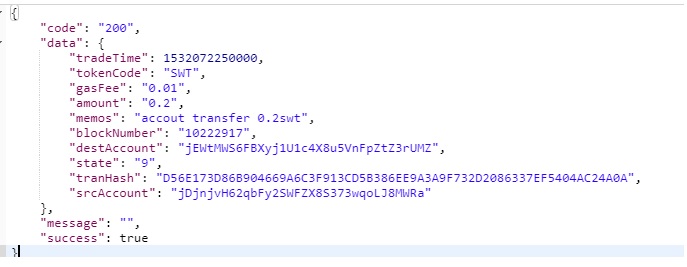 {
"code": "200",
"data": {
"tradeTime": 1532072250000,
"tokenCode": "SWT",
"gasFee": "0.01",
"amount": "0.2",
"memos": "accout transfer 0.2swt",
"blockNumber": "10222917",
"destAccount": "jEWtMWS6FBXyj1U1c4X8u5VnFpZtZ3rUMZ",
"state": "9",
"tranHash": "D56E173D86B904669A6C3F913CD5B386EE9A3A9F732D2086337EF5404AC24A0A",
"srcAccount": "jDjnjvH62qbFy2SWFZX8S373wqoLJ8MWRa"
},
"message": "",
"success": true
}